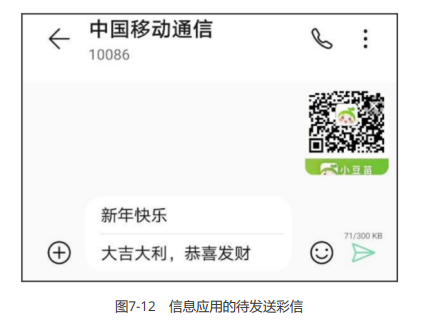 中国移动通信
10086
小豆苗
新年快乐
大吉大利，恭喜发财
71/300 KB
图7-12 信息应用的待发送彩信